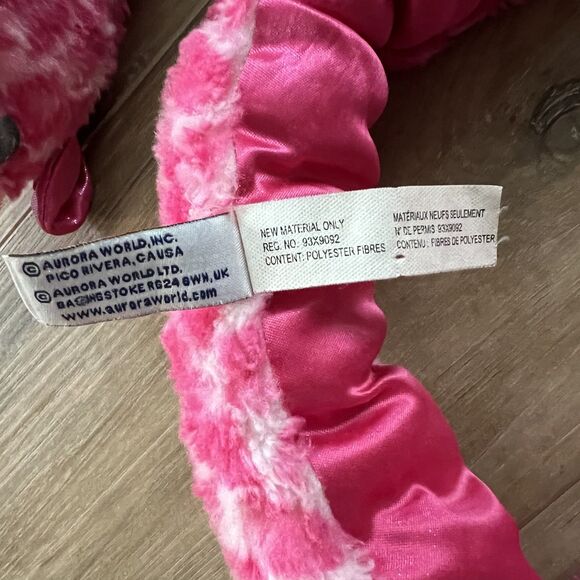 © AURORA WORLD, INC.
PICO RIVERA, CA USA
© AURORA WORLD LTD.
BASINGSTOKE RG24 8WN, UK
www.auroraworld.com
NEW MATERIAL ONLY
REG. NO: 93X9092
CONTENT: POLYESTER FIBRES
MATÉRIAUX NEUFS SEULEMENT
N° DE PERMIS 93X9092
CONTENU : FIBRES DE POLYESTER